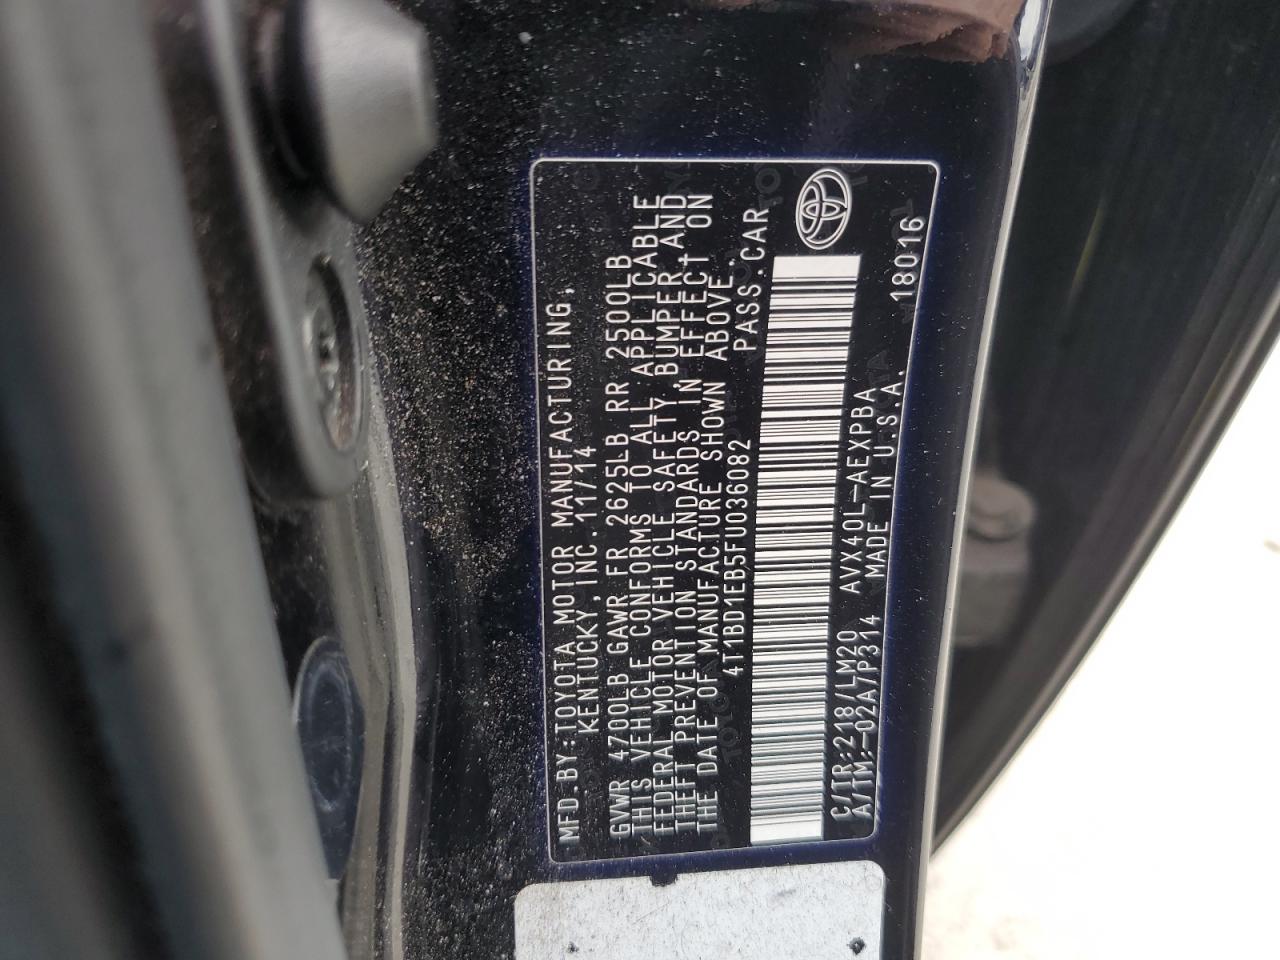 MFD.BY:TOYOTA MOTOR MANUFACTURING,
KENTUCKY,INC.11/14
GVWR 4700LB GAWR FR 2625LB RR 2500LB
THIS VEHICLE CONFORMS TO ALL APPLICABLE
FEDERAL MOTOR VEHICLE SAFETY,BUMPER,AND
THEFT PREVENTION STANDARDS IN EFFECT ON
THE DATE OF MANUFACTURE SHOWN ABOVE.
4T1BD1EB5FU036082 PASS.CAR
C/TR:218/LM20 AVX40L-AEXPBA
A/TM:-02A/P314 MADE IN U.S.A. 18016